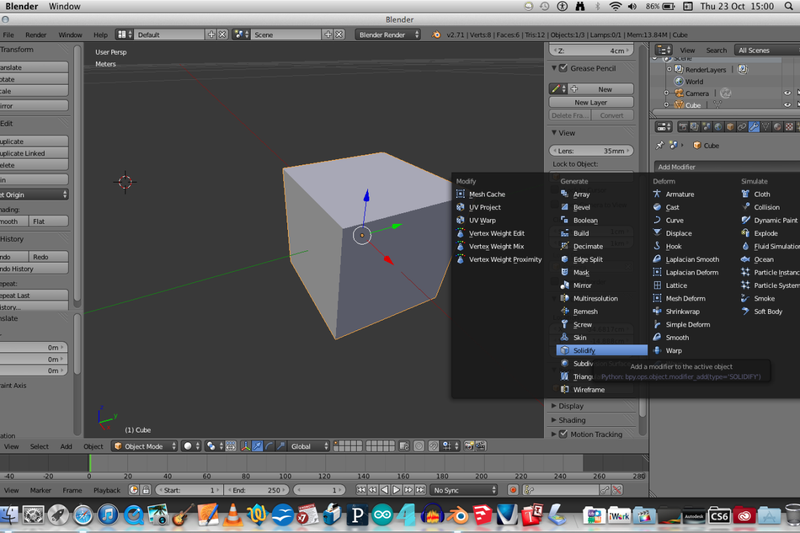 Blender Window 86% Thu 23 Oct 15:00
Blender
File Render Window Help Default Scene Blender Render v2.71 | Verts:8 | Faces:6 | Tris:12 | Objects:1/3 | Lamps:0/1 | Mem:13.84M | Cube
Transform
User Persp
Meters
Z: 4cm
View Search All Scenes
Scene
RenderLayers
World
Camera
Cube
Grease Pencil
New
New Layer
Delete Fra... Convert
View
Lens: 35mm
Lock to Object:
Cube
Add Modifier
anslate
otate
cale
irror
Edit
uplicate
uplicate Linked
elete
in
et Origin
hading:
mooth Flat
History
ndo Redo
ndo History
epeat:
epeat Last
istory...
anslate
0m
0m
0m
raint Axis
Modify
Mesh Cache
UV Project
UV Warp
Vertex Weight Edit
Vertex Weight Mix
Vertex Weight Proximity
Generate
Array
Bevel
Boolean
Build
Decimate
Edge Split
Mask
Mirror
Multiresolution
Remesh
Screw
Skin
Solidify
Subdiv
Triang
Wireframe
Deform
Armature
Cast
Curve
Displace
Hook
Laplacian Smooth
Laplacian Deform
Lattice
Mesh Deform
Shrinkwrap
Simple Deform
Smooth
Warp
Simulate
Cloth
Collision
Dynamic Paint
Explode
Fluid Simulation
Ocean
Particle Instanc
Particle System
Smoke
Soft Body
Add a modifier to the active object
Python: bpy.ops.object.modifier_add(type='SOLIDIFY')
Display
Shading
Motion Tracking
(1) Cube
View Select Add Object Object Mode Global
-40 -20 0 20 40 60 80 100 120 140 160 180 200 220 240 260 280
View Marker Frame Playback Start: 1 End: 250 1 No Sync
iWork CS6